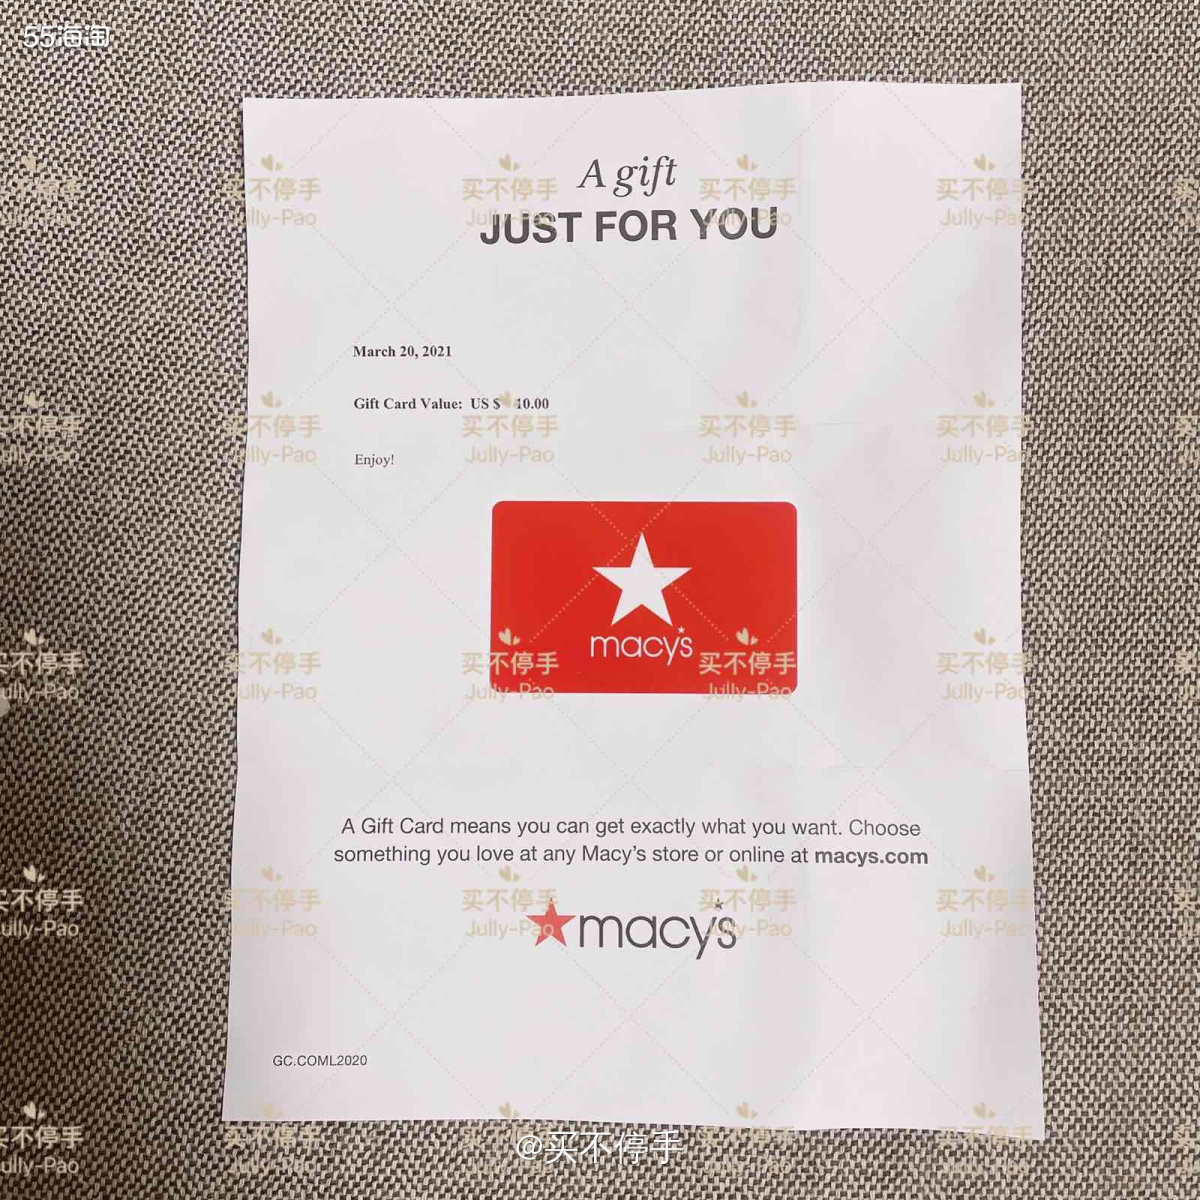 55海淘
A gift
JUST FOR YOU
March 20, 2021
Gift Card Value: US $ 10.00
Enjoy!
macy's
A Gift Card means you can get exactly what you want. Choose
something you love at any Macy's store or online at macys.com
macy's
GC.COML2020
@买不停手
买不停手
Jully-Pao